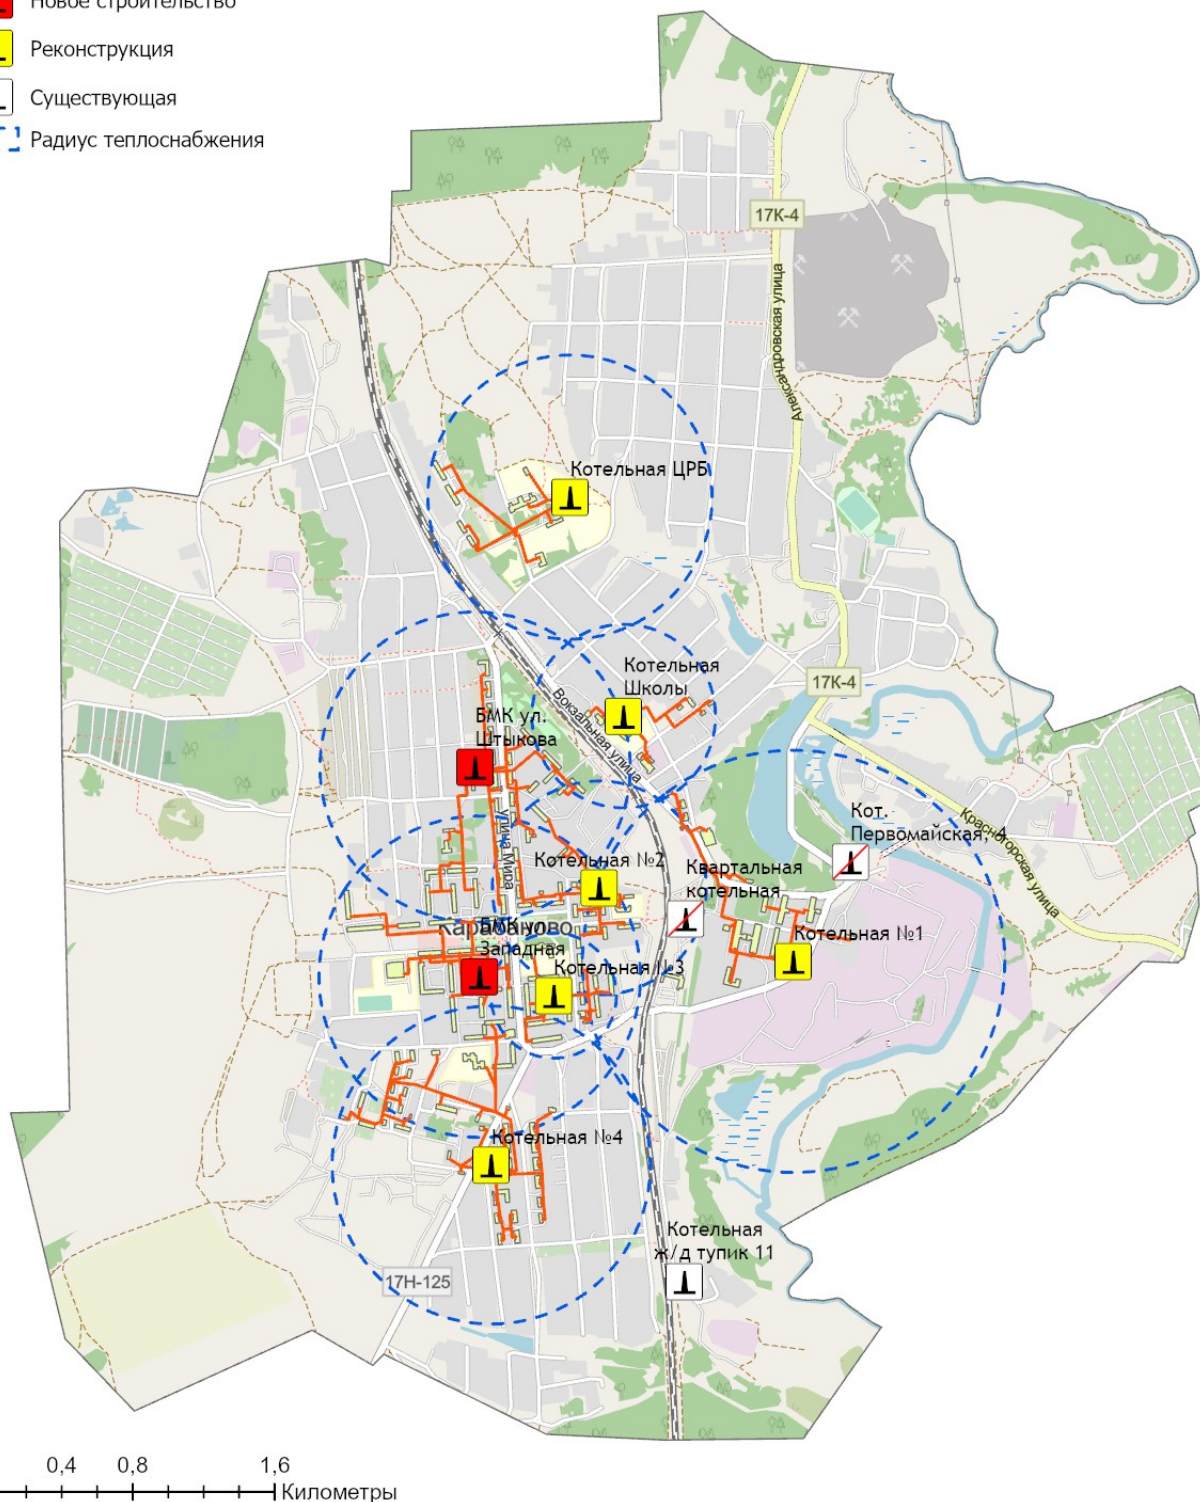 Новое строительство
Реконструкция
Существующая
Радиус теплоснабжения
17К-4
Александровская улица
Котельная ЦРБ
Котельная
Школы
17К-4
Вокзальная улица
БМК ул.
Штыкова
улица Мира
Красногорская улица
Кот.
Первомайская, 4
Котельная №2
Квартальная
котельная
Карабаново
БМК ул.
Западная
Котельная №1
Котельная №3
Котельная №4
Котельная
ж/д тупик 11
17Н-125
0,4 0,8 1,6
Километры